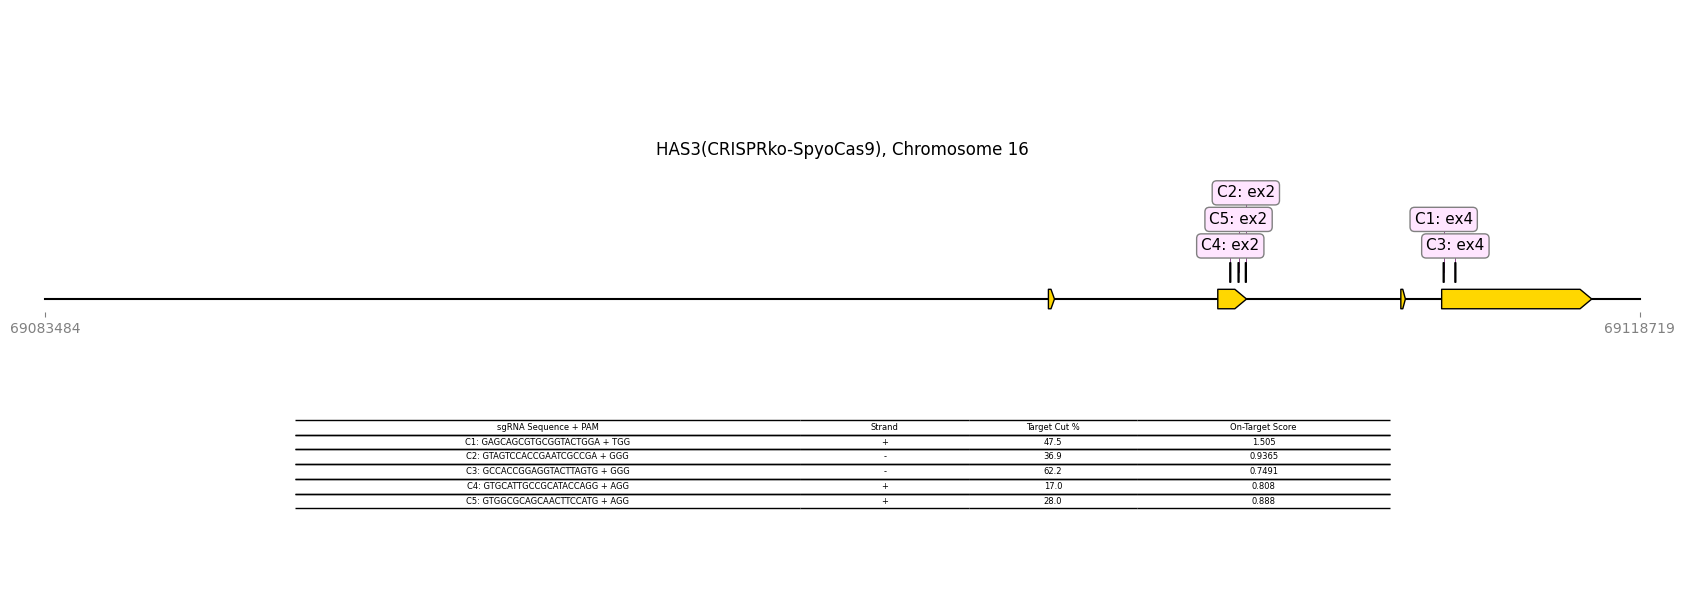 HAS3(CRISPRko-SpyoCas9), Chromosome 16
C2: ex2
C5: ex2
C1: ex4
C4: ex2
C3: ex4
69083484
69118719
sgRNA Sequence + PAM Strand Target Cut % On-Target Score
C1: GAGCAGCGTGCGGTACTGGA + TGG + 47.5 1.505
C2: GTAGTCCACCGAATCGCCGA + GGG - 36.9 0.9365
C3: GCCACCGGAGGTACTTAGTG + GGG - 62.2 0.7491
C4: GTGCATTGCCGCATACCAGG + AGG + 17.0 0.808
C5: GTGGCGCAGCAACTTCCATG + AGG + 28.0 0.888